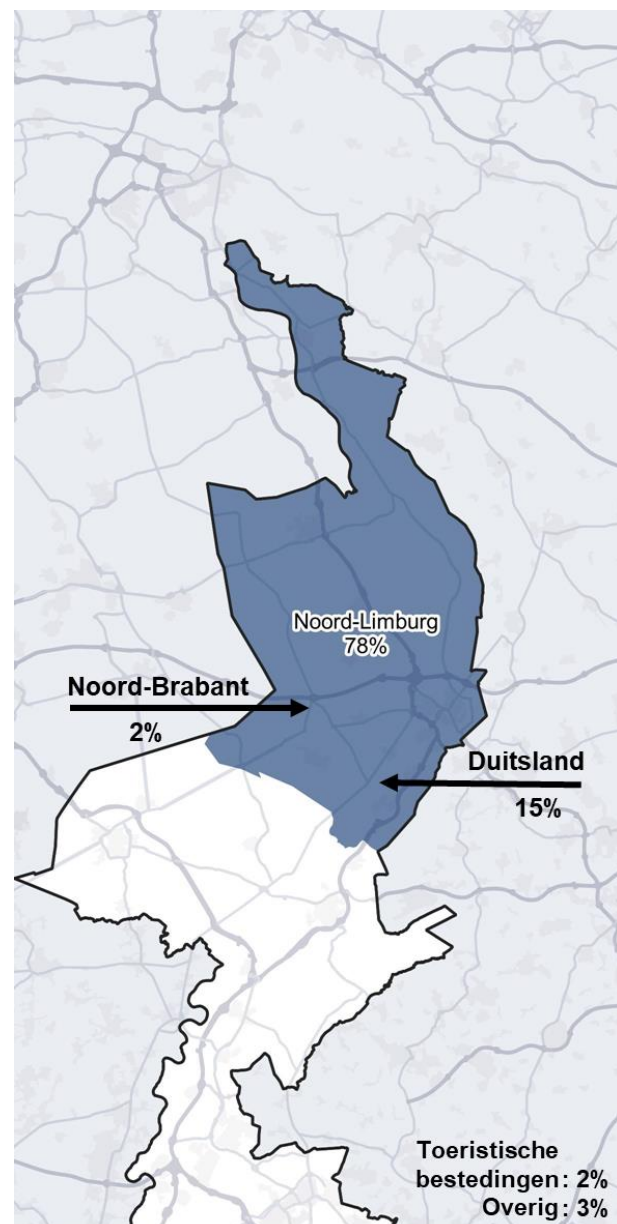 Noord-Limburg
78%
Noord-Brabant
2%
Duitsland
15%
Toeristische
bestedingen: 2%
Overig: 3%